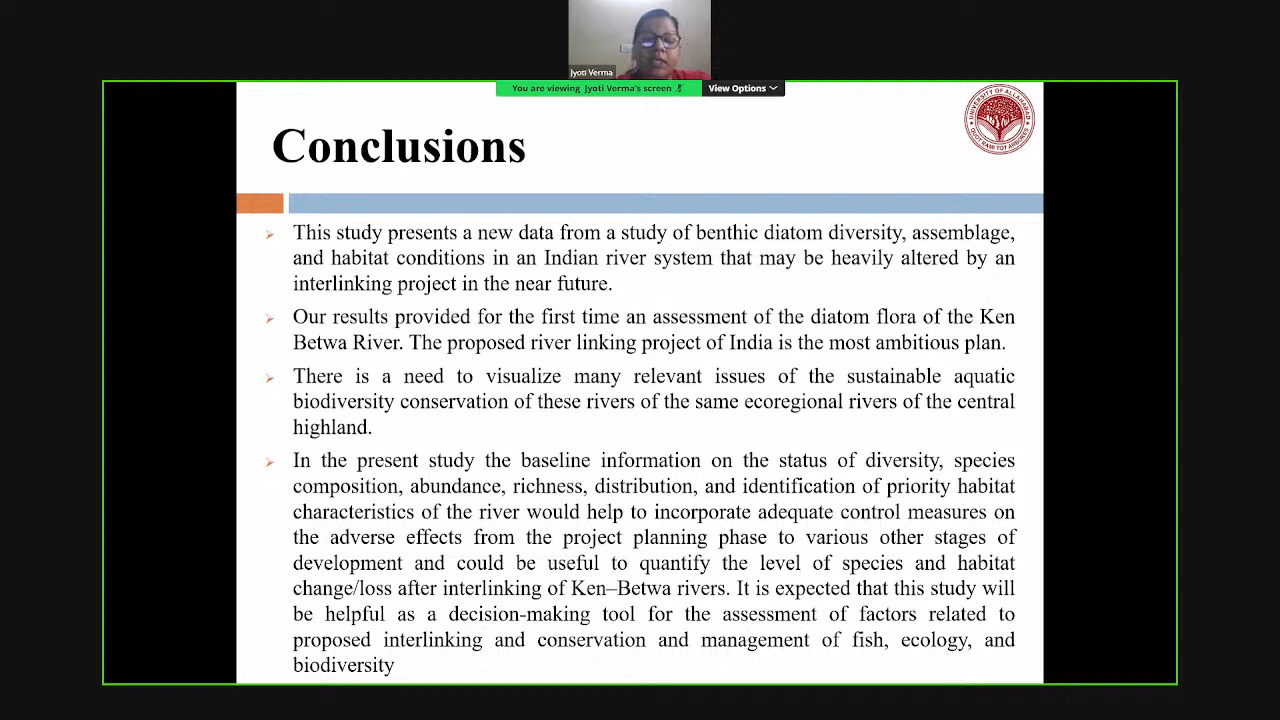 Jyoti Verma
You are viewing Jyoti Verma's screen
View Options
UNIVERSITY OF ALLAHABAD
QUOT RAMI TOT ARBORES
Conclusions
This study presents a new data from a study of benthic diatom diversity, assemblage,
and habitat conditions in an Indian river system that may be heavily altered by an
interlinking project in the near future.
Our results provided for the first time an assessment of the diatom flora of the Ken
Betwa River. The proposed river linking project of India is the most ambitious plan.
There is a need to visualize many relevant issues of the sustainable aquatic
biodiversity conservation of these rivers of the same ecoregional rivers of the central
highland.
In the present study the baseline information on the status of diversity, species
composition, abundance, richness, distribution, and identification of priority habitat
characteristics of the river would help to incorporate adequate control measures on
the adverse effects from the project planning phase to various other stages of
development and could be useful to quantify the level of species and habitat
change/loss after interlinking of Ken–Betwa rivers. It is expected that this study will
be helpful as a decision-making tool for the assessment of factors related to
proposed interlinking and conservation and management of fish, ecology, and
biodiversity